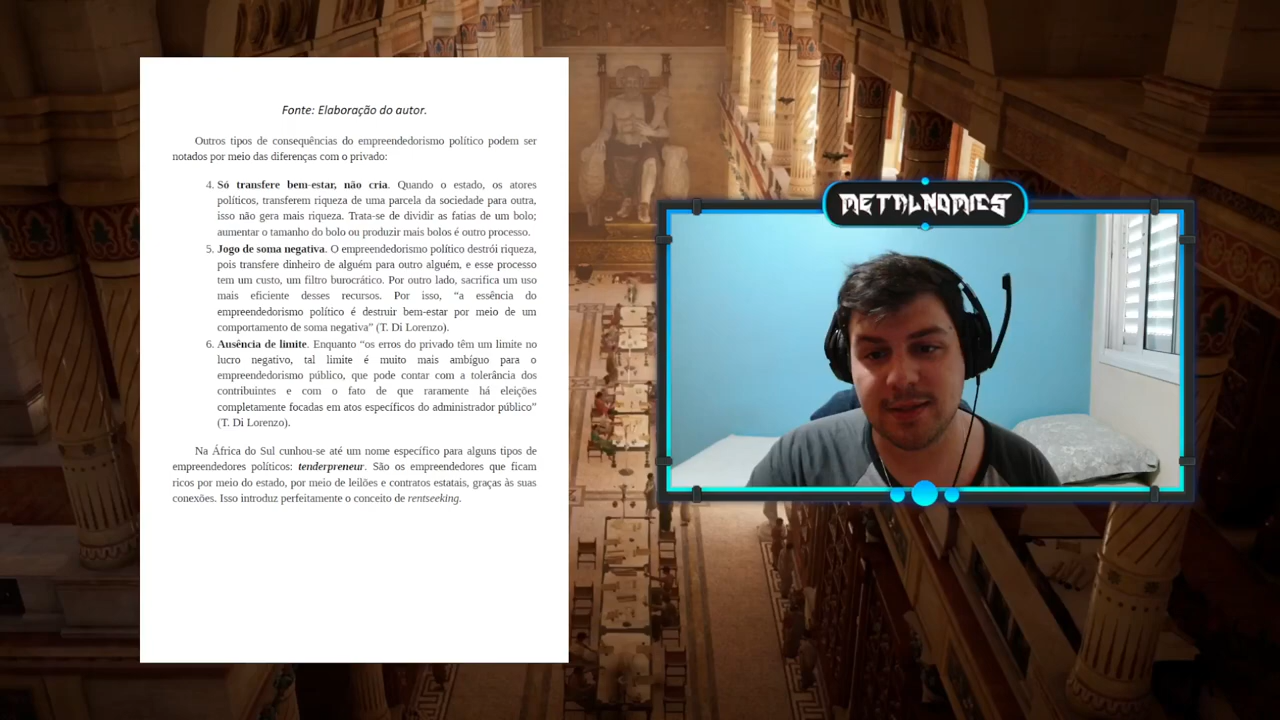 Fonte: Elaboração do autor.
Outros tipos de consequências do empreendedorismo político podem ser
notados por meio das diferenças com o privado:
4. Só transfere bem-estar, não cria. Quando o estado, os atores
políticos, transferem riqueza de uma parcela da sociedade para outra,
isso não gera mais riqueza. Trata-se de dividir as fatias de um bolo;
aumentar o tamanho do bolo ou produzir mais bolos é outro processo.
5. Jogo de soma negativa. O empreendedorismo político destrói riqueza,
pois transfere dinheiro de alguém para outro alguém, e esse processo
tem um custo, um filtro burocrático. Por outro lado, sacrifica um uso
mais eficiente desses recursos. Por isso, “a essência do
empreendedorismo político é destruir bem-estar por meio de um
comportamento de soma negativa” (T. Di Lorenzo).
6. Ausência de limite. Enquanto “os erros do privado têm um limite no
lucro negativo, tal limite é muito mais ambíguo para o
empreendedorismo público, que pode contar com a tolerância dos
contribuintes e com o fato de que raramente há eleições
completamente focadas em atos específicos do administrador público”
(T. Di Lorenzo).
Na África do Sul cunhou-se até um nome específico para alguns tipos de
empreendedores políticos: tenderpreneur. São os empreendedores que ficam
ricos por meio do estado, por meio de leilões e contratos estatais, graças às suas
conexões. Isso introduz perfeitamente o conceito de rentseeking.
METALNOMICS